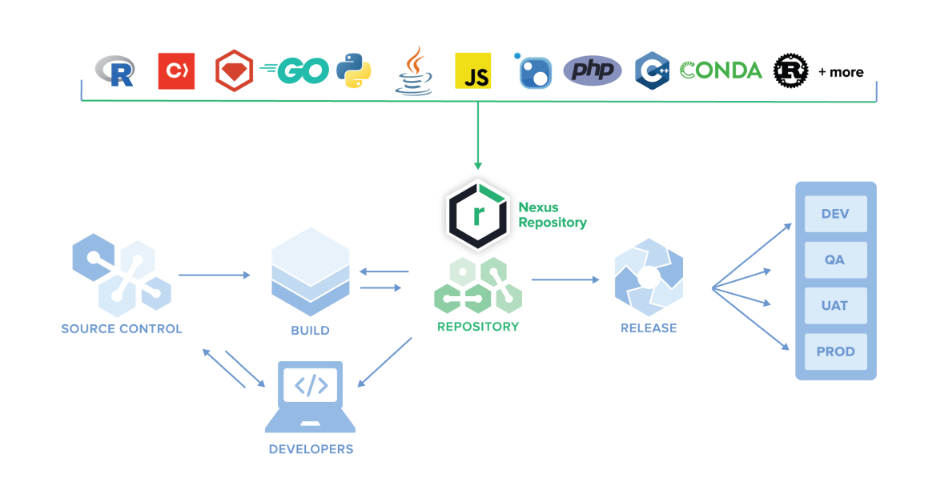 R
C
GO
JS
php
C++
CONDA
R
+ more
r
Nexus
Repository
DEV
QA
UAT
PROD
SOURCE CONTROL
BUILD
REPOSITORY
RELEASE
</>
DEVELOPERS